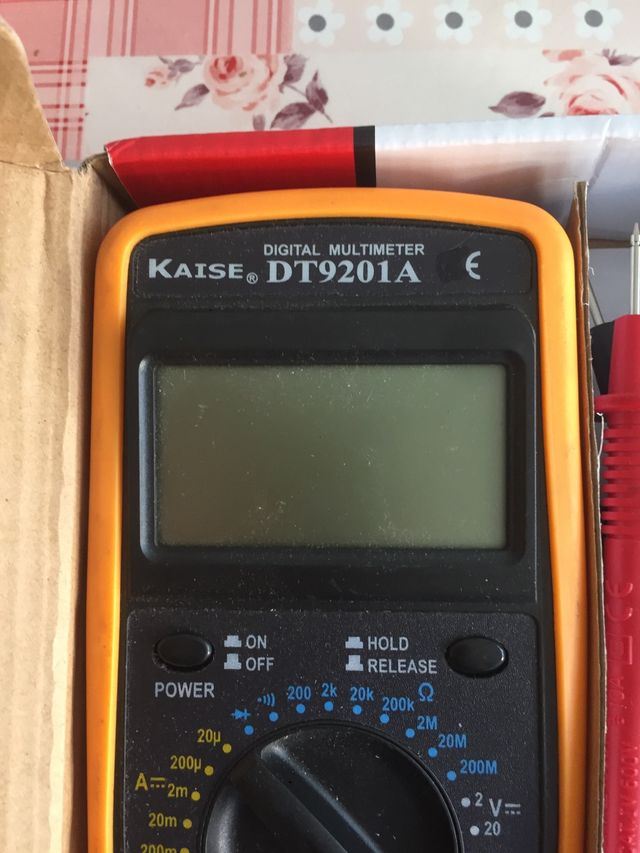 DIGITAL MULTIMETER
KAISE® DT9201A CE
ON
OFF
POWER
HOLD
RELEASE
200 2k 20k 200k Ω
2M
20M
200M
20µ
200µ
A
2m
20m
200m
2
V
20